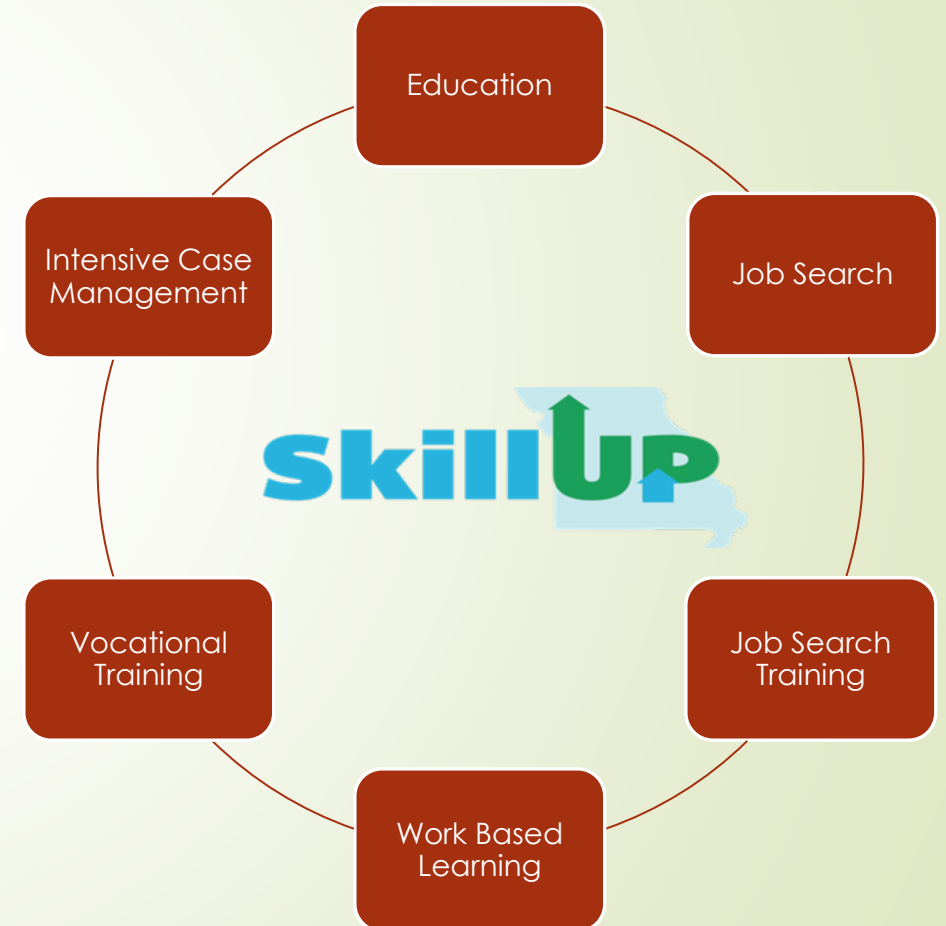 Education
Job Search
Job Search
Training
Work Based
Learning
Vocational
Training
Intensive Case
Management
SkillUP